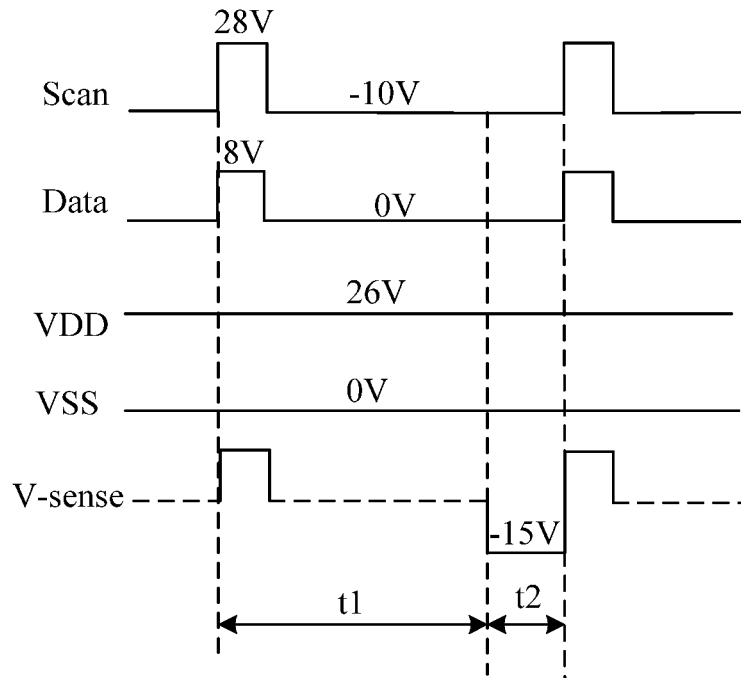 28V
Scan
-10V
8V
Data
0V
26V
VDD
0V
VSS
V-sense
-15V
t1
t2